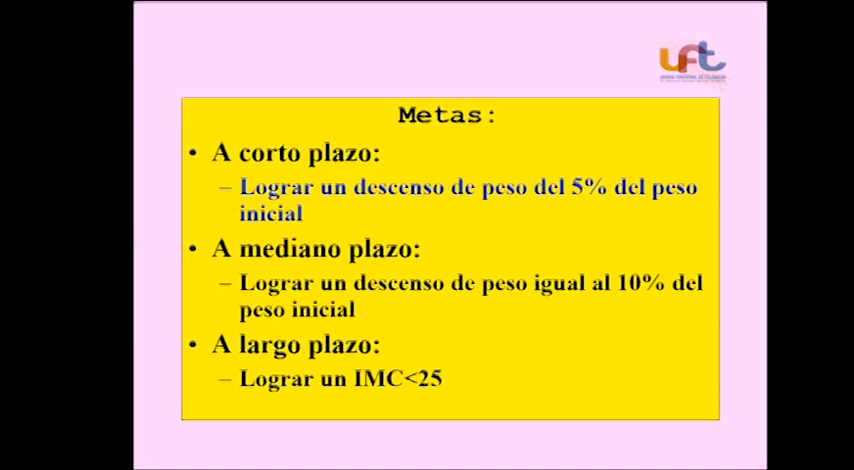 uft
Metas:
• A corto plazo:
– Lograr un descenso de peso del 5% del peso
inicial
• A mediano plazo:
– Lograr un descenso de peso igual al 10% del
peso inicial
• A largo plazo:
– Lograr un IMC<25